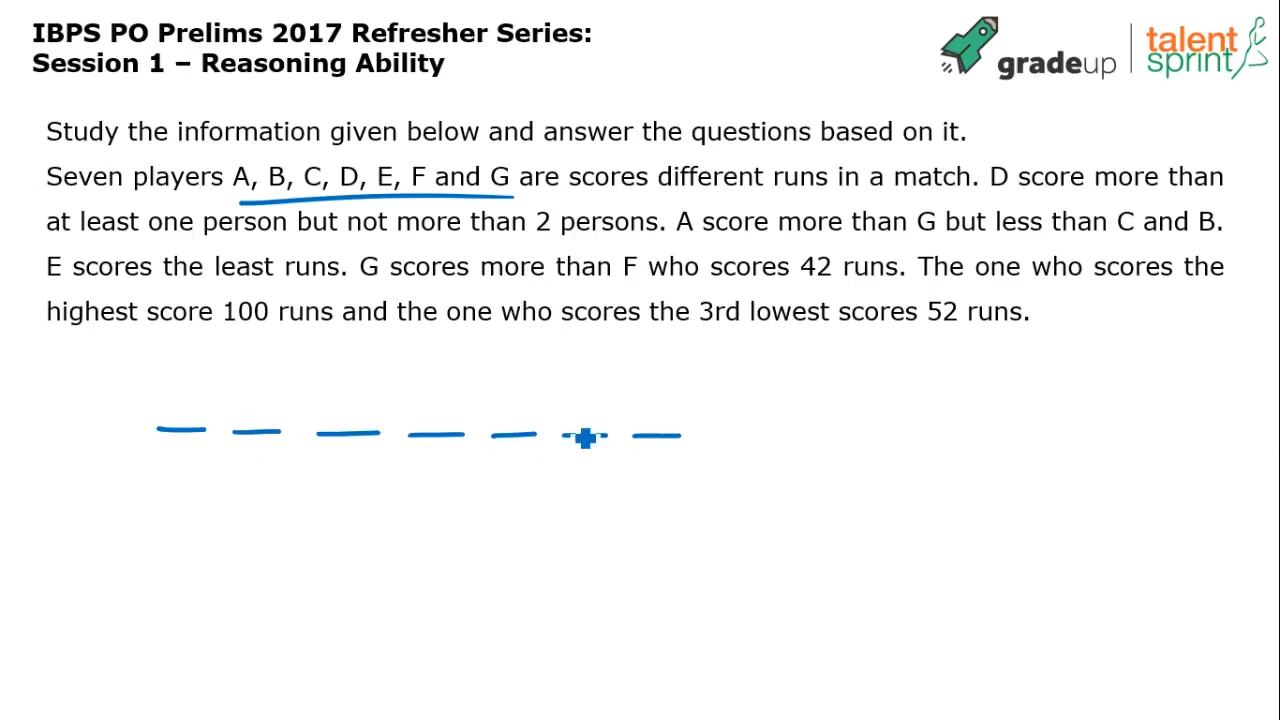 IBPS PO Prelims 2017 Refresher Series:
Session 1 – Reasoning Ability
gradeup
talent
sprint
Study the information given below and answer the questions based on it.
Seven players A, B, C, D, E, F and G are scores different runs in a match. D score more than
at least one person but not more than 2 persons. A score more than G but less than C and B.
E scores the least runs. G scores more than F who scores 42 runs. The one who scores the
highest score 100 runs and the one who scores the 3rd lowest scores 52 runs.